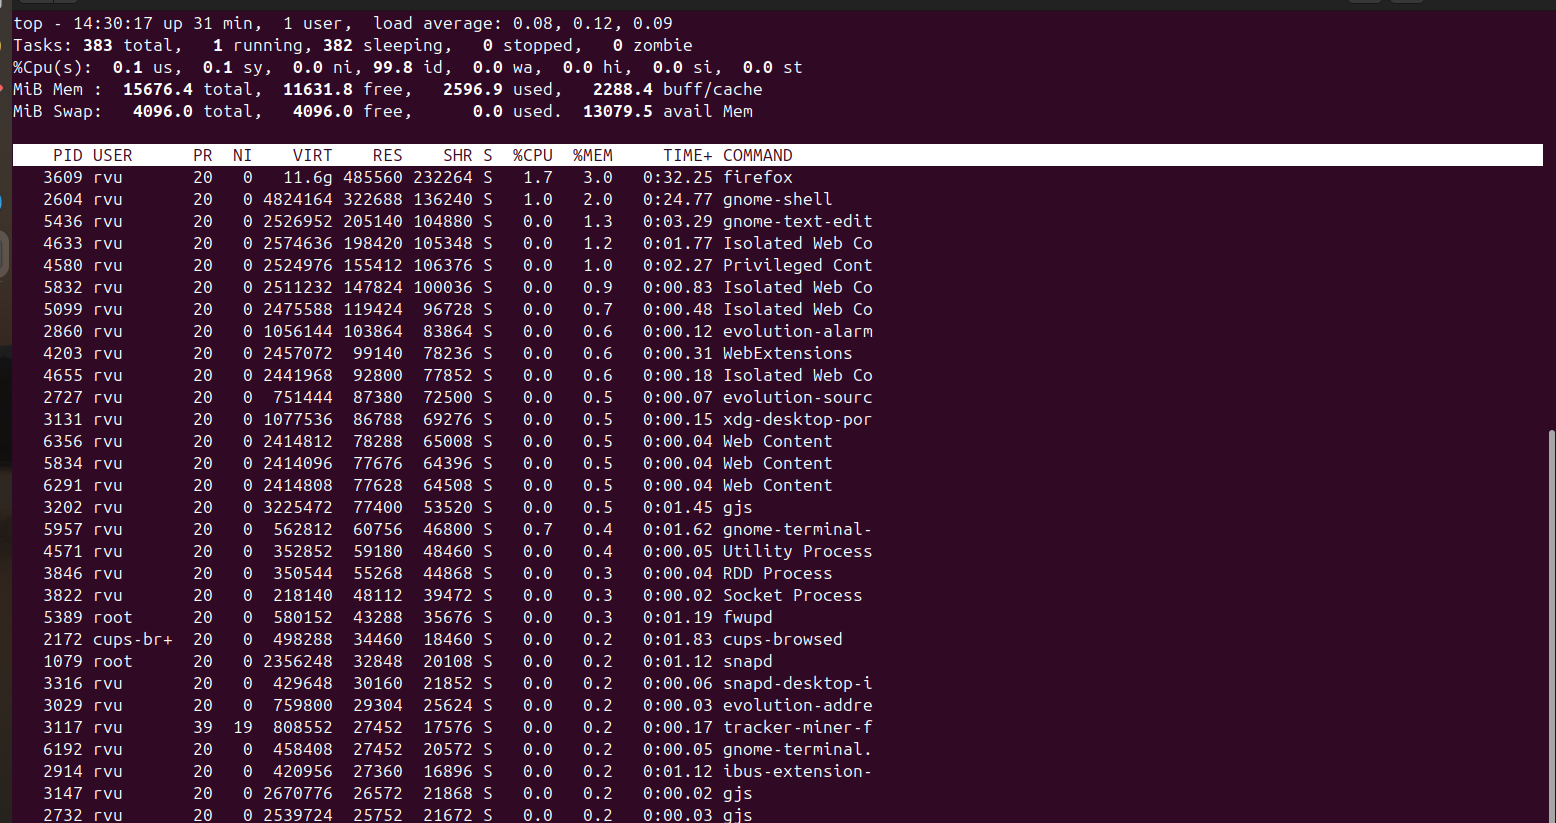 top - 14:30:17 up 31 min,  1 user,  load average: 0.08, 0.12, 0.09
Tasks: 383 total,   1 running, 382 sleeping,   0 stopped,   0 zombie
%Cpu(s):  0.1 us,  0.1 sy,  0.0 ni, 99.8 id,  0.0 wa,  0.0 hi,  0.0 si,  0.0 st
MiB Mem :  15676.4 total,  11631.8 free,   2596.9 used,   2288.4 buff/cache
MiB Swap:   4096.0 total,   4096.0 free,      0.0 used.  13079.5 avail Mem
    PID USER      PR  NI    VIRT    RES    SHR S  %CPU  %MEM     TIME+ COMMAND
   3609 rvu       20   0   11.6g 485560 232264 S   1.7   3.0   0:32.25 firefox
   2604 rvu       20   0 4824164 322688 136240 S   1.0   2.0   0:24.77 gnome-shell
   5436 rvu       20   0 2526952 205140 104880 S   0.0   1.3   0:03.29 gnome-text-edit
   4633 rvu       20   0 2574636 198420 105348 S   0.0   1.2   0:01.77 Isolated Web Co
   4580 rvu       20   0 2524976 155412 106376 S   0.0   1.0   0:02.27 Privileged Cont
   5832 rvu       20   0 2511232 147824 100036 S   0.0   0.9   0:00.83 Isolated Web Co
   5099 rvu       20   0 2475588 119424  96728 S   0.0   0.7   0:00.48 Isolated Web Co
   2860 rvu       20   0 1056144 103864  83864 S   0.0   0.6   0:00.12 evolution-alarm
   4203 rvu       20   0 2457072  99140  78236 S   0.0   0.6   0:00.31 WebExtensions
   4655 rvu       20   0 2441968  92800  77852 S   0.0   0.6   0:00.18 Isolated Web Co
   2727 rvu       20   0  751444  87380  72500 S   0.0   0.5   0:00.07 evolution-sourc
   3131 rvu       20   0 1077536  86788  69276 S   0.0   0.5   0:00.15 xdg-desktop-por
   6356 rvu       20   0 2414812  78288  65008 S   0.0   0.5   0:00.04 Web Content
   5834 rvu       20   0 2414096  77676  64396 S   0.0   0.5   0:00.04 Web Content
   6291 rvu       20   0 2414808  77628  64508 S   0.0   0.5   0:00.04 Web Content
   3202 rvu       20   0 3225472  77400  53520 S   0.0   0.5   0:01.45 gjs
   5957 rvu       20   0  562812  60756  46800 S   0.7   0.4   0:01.62 gnome-terminal-
   4571 rvu       20   0  352852  59180  48460 S   0.0   0.4   0:00.05 Utility Process
   3846 rvu       20   0  350544  55268  44868 S   0.0   0.3   0:00.04 RDD Process
   3822 rvu       20   0  218140  48112  39472 S   0.0   0.3   0:00.02 Socket Process
   5389 root      20   0  580152  43288  35676 S   0.0   0.3   0:01.19 fwupd
   2172 cups-br+  20   0  498288  34460  18460 S   0.0   0.2   0:01.83 cups-browsed
   1079 root      20   0 2356248  32848  20108 S   0.0   0.2   0:01.12 snapd
   3316 rvu       20   0  429648  30160  21852 S   0.0   0.2   0:00.06 snapd-desktop-i
   3029 rvu       20   0  759800  29304  25624 S   0.0   0.2   0:00.03 evolution-addre
   3117 rvu       39  19  808552  27452  17576 S   0.0   0.2   0:00.17 tracker-miner-f
   6192 rvu       20   0  458408  27452  20572 S   0.0   0.2   0:00.05 gnome-terminal.
   2914 rvu       20   0  420956  27360  16896 S   0.0   0.2   0:01.12 ibus-extension-
   3147 rvu       20   0 2670776  26572  21868 S   0.0   0.2   0:00.02 gjs
   2732 rvu       20   0 2539724  25752  21672 S   0.0   0.2   0:00.03 gjs